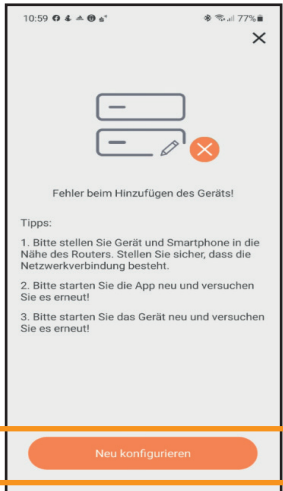 10:59
77%
Fehler beim Hinzufügen des Geräts!
Tipps:
1. Bitte stellen Sie Gerät und Smartphone in die
Nähe des Routers. Stellen Sie sicher, dass die
Netzwerkverbindung besteht.
2. Bitte starten Sie die App neu und versuchen
Sie es erneut!
3. Bitte starten Sie das Gerät neu und versuchen
Sie es erneut!
Neu konfigurieren